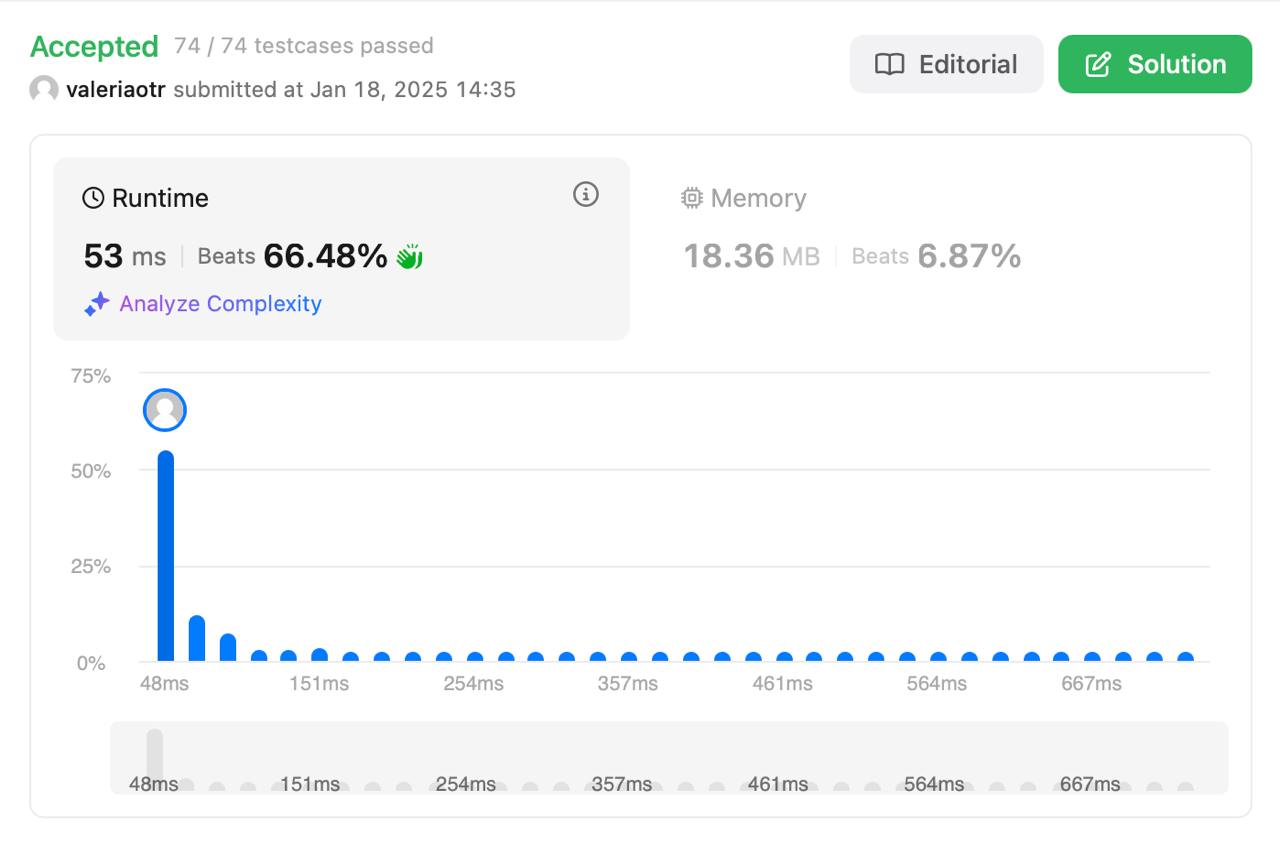 Accepted 74 / 74 testcases passed
valeriaotr submitted at Jan 18, 2025 14:35
Editorial
Solution
Runtime
53 ms Beats 66.48%
Analyze Complexity
Memory
18.36 MB Beats 6.87%
75%
50%
25%
0%
48ms 151ms 254ms 357ms 461ms 564ms 667ms
48ms 151ms 254ms 357ms 461ms 564ms 667ms